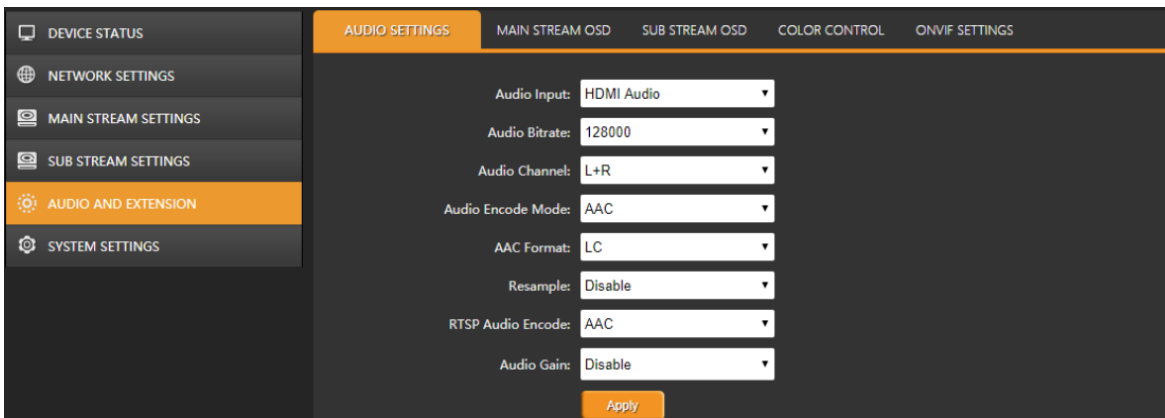 DEVICE STATUS
NETWORK SETTINGS
MAIN STREAM SETTINGS
SUB STREAM SETTINGS
AUDIO AND EXTENSION
SYSTEM SETTINGS
AUDIO SETTINGS MAIN STREAM OSD SUB STREAM OSD COLOR CONTROL ONVIF SETTINGS
Audio Input: HDMI Audio
Audio Bitrate: 128000
Audio Channel: L+R
Audio Encode Mode: AAC
AAC Format: LC
Resample: Disable
RTSP Audio Encode: AAC
Audio Gain: Disable
Apply